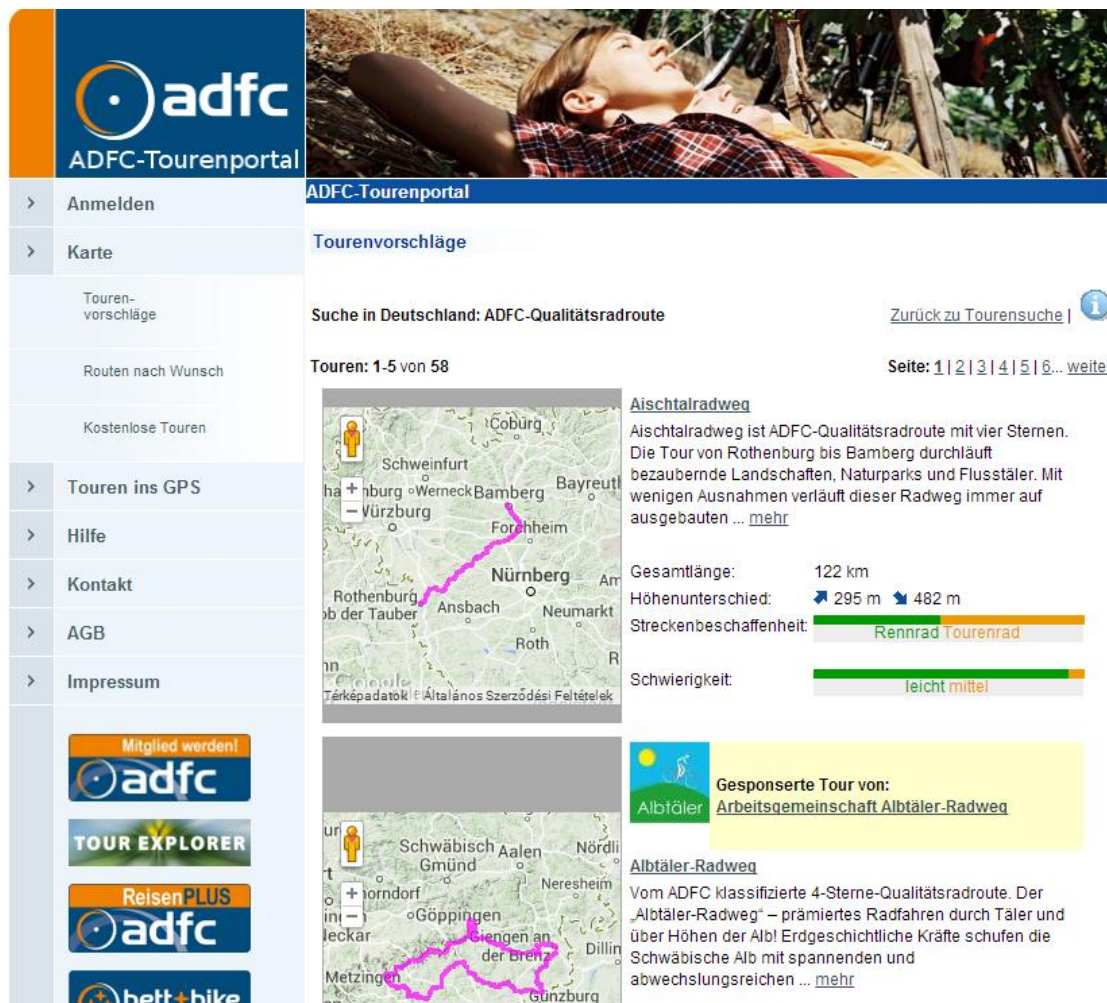 adfc
ADFC-Tourenportal
Anmelden
Karte
Touren-
vorschläge
Routen nach Wunsch
Kostenlose Touren
Touren ins GPS
Hilfe
Kontakt
AGB
Impressum
Mitglied werden!
adfc
TOUR EXPLORER
ReisenPLUS
adfc
bett+bike
ADFC-Tourenportal
Tourenvorschläge
Suche in Deutschland: ADFC-Qualitätsradroute
Zurück zu Tourensuche |
Touren: 1-5 von 58
Seite: 1 | 2 | 3 | 4 | 5 | 6... weite
Coburg
Schweinfurt
Werneck Bamberg
Bayreut
Würzburg
Forchheim
Nürnberg
Am
Rothenburg
ob der Tauber
Ansbach
Neumarkt
Roth
Térképadatok
Általános Szerződési Feltételek
Aischtalradweg
Aischtalradweg ist ADFC-Qualitätsradroute mit vier Sternen.
Die Tour von Rothenburg bis Bamberg durchläuft
bezaubernde Landschaften, Naturparks und Flusstäler. Mit
wenigen Ausnahmen verläuft dieser Radweg immer auf
ausgebauten ... mehr
Gesamtlänge: 122 km
Höhenunterschied: 295 m 482 m
Streckenbeschaffenheit:
Rennrad Tourenrad
Schwierigkeit:
leicht mittel
Schwäbisch
Gmünd
Aalen
Nördli
Neresheim
horndorf
Göppingen
Neckar
Giengen an
der Brenz
Dillin
Metzingen
Günzburg
Albtäler
Gesponserte Tour von:
Arbeitsgemeinschaft Albtäler-Radweg
Albtäler-Radweg
Vom ADFC klassifizierte 4-Sterne-Qualitätsradroute. Der
„Albtäler-Radweg“ – prämiertes Radfahren durch Täler und
über Höhen der Alb! Erdgeschichtliche Kräfte schufen die
Schwäbische Alb mit spannenden und
abwechslungsreichen ... mehr